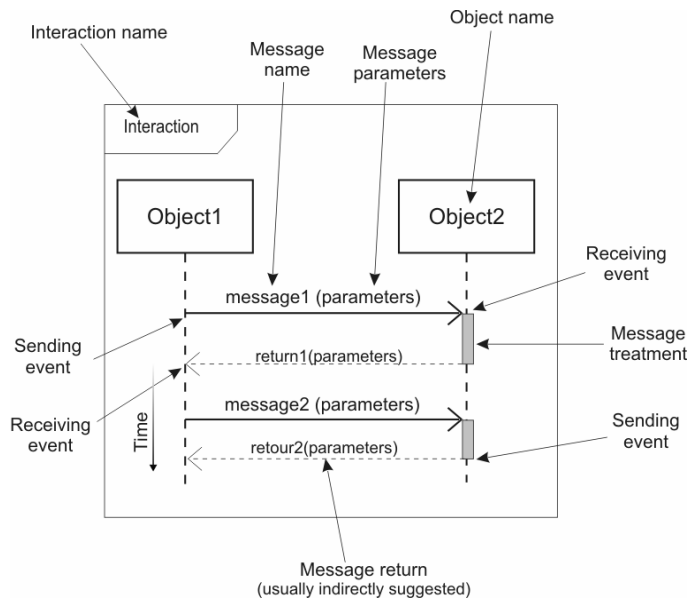 Object name
Interaction name
Message
name
Message
parameters
Interaction
Object1
Object2
Receiving
event
message1 (parameters)
Sending
event
Message
treatment
return1(parameters)
Receiving
event
Time
message2 (parameters)
Sending
event
retour2(parameters)
Message return
(usually indirectly suggested)